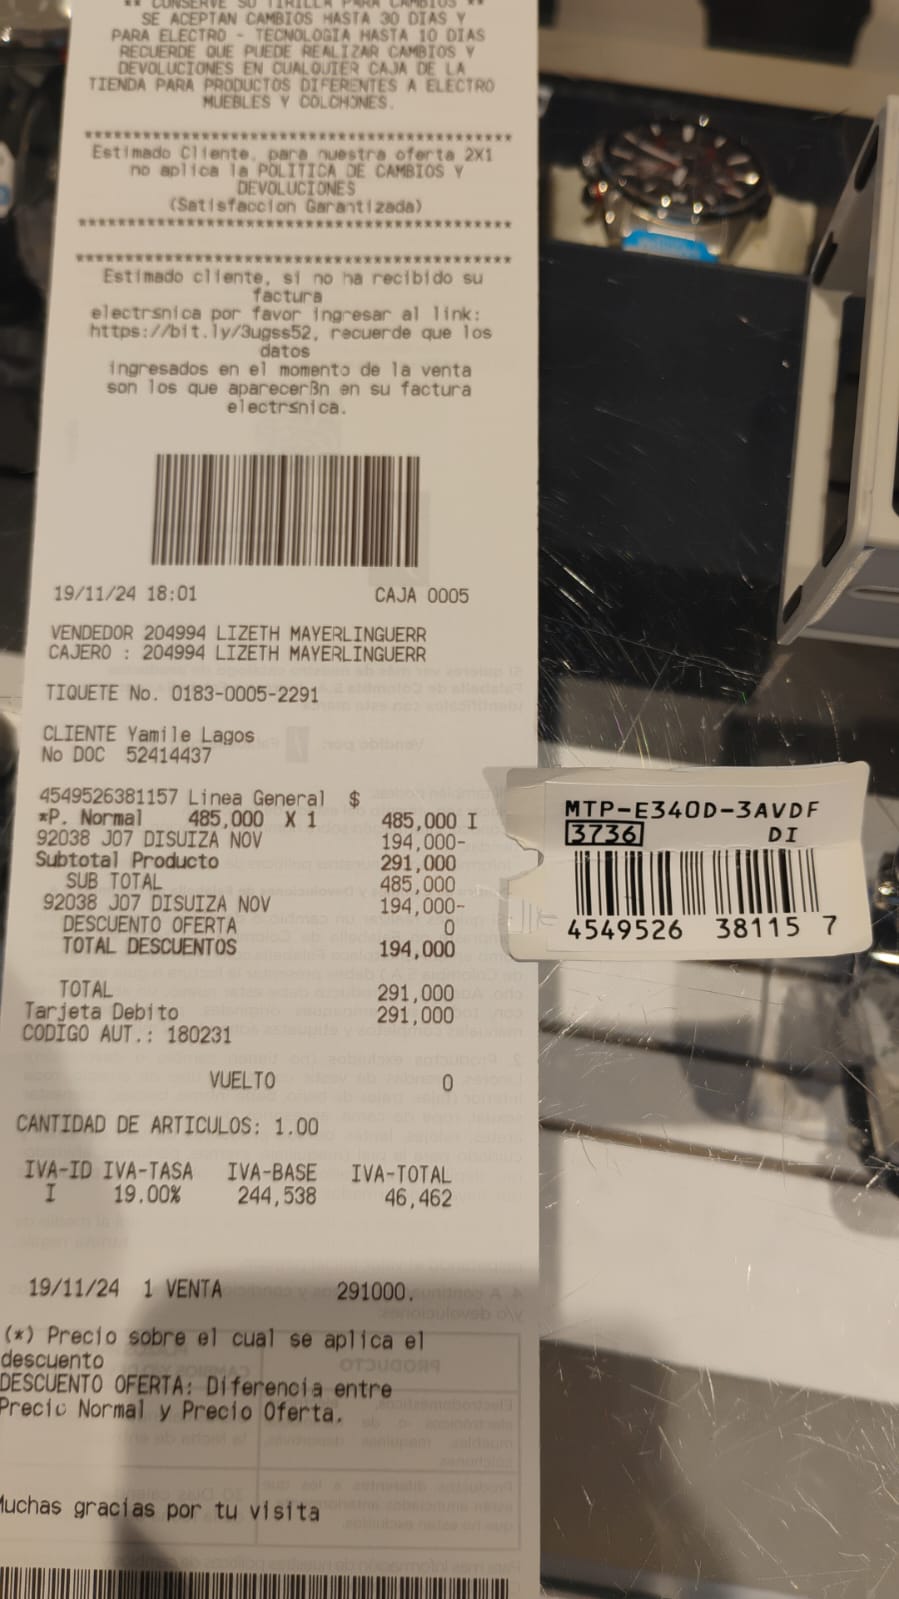 ** CONSERVE SU TIRILLA PARA CAMBIOS **
SE ACEPTAN CAMBIOS HASTA 30 DIAS Y
PARA ELECTRO - TECNOLOGIA HASTA 10 DIAS
RECUERDE QUE PUEDE REALIZAR CAMBIOS Y
DEVOLUCIONES EN CUALQUIER CAJA DE LA
TIENDA PARA PRODUCTOS DIFERENTES A ELECTRO
MUEBLES Y COLCHONES.
****************************************
Estimado Cliente, para nuestra oferta 2X1
no aplica la POLITICA DE CAMBIOS Y
DEVOLUCIONES
(Satisfaccion Garantizada)
****************************************
****************************************
Estimado cliente, si no ha recibido su
factura
electrsnica por favor ingresar al link:
https://bit.ly/3ugss52, recuerde que los
datos
ingresados en el momento de la venta
son los que aparecerßn en su factura
electrsnica.
19/11/24 18:01 CAJA 0005
VENDEDOR 204994 LIZETH MAYERLINGUERR
CAJERO : 204994 LIZETH MAYERLINGUERR
TIQUETE No. 0183-0005-2291
CLIENTE Yamile Lagos
No DOC 52414437
4549526381157 Linea General $
*P. Normal 485,000 X 1 485,000 I
92038 J07 DISUIZA NOV 194,000-
Subtotal Producto 291,000
SUB TOTAL 485,000
92038 J07 DISUIZA NOV 194,000-
DESCUENTO OFERTA 0
TOTAL DESCUENTOS 194,000
TOTAL 291,000
Tarjeta Debito 291,000
CODIGO AUT.: 180231
VUELTO 0
CANTIDAD DE ARTICULOS: 1.00
IVA-ID IVA-TASA IVA-BASE IVA-TOTAL
I 19.00% 244,538 46,462
19/11/24 1 VENTA 291000.
(*) Precio sobre el cual se aplica el
descuento
DESCUENTO OFERTA: Diferencia entre
Precio Normal y Precio Oferta.
Muchas gracias por tu visita
MTP-E340D-3AVDF
3736 DI
4549526 38115 7